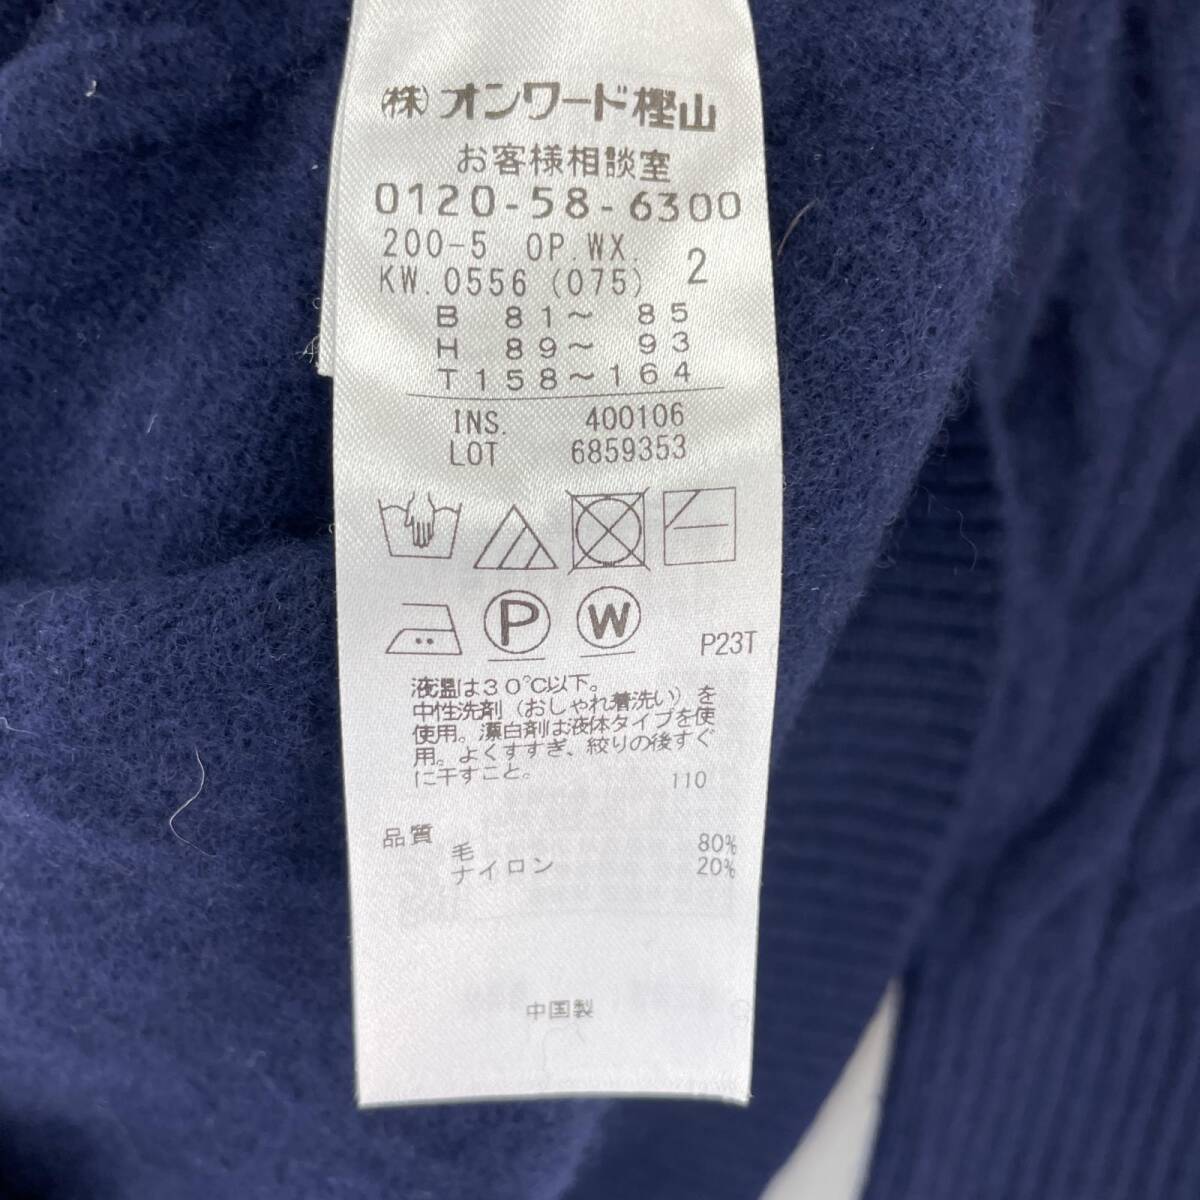 (株)オンワード樫山
お客様相談室
0120-58-6300
200-5 OP.WX.
KW.0556(075) 2
B 81~ 85
H 89~ 93
T158~164
INS. 400106
LOT 6859353
P W
P23T
液温は30℃以下。
中性洗剤(おしゃれ着洗い)を
使用。漂白剤は液体タイプを使
用。よくすすぎ、絞りの後すぐ
に干すこと。
110
品質
毛 80%
ナイロン 20%
中国製